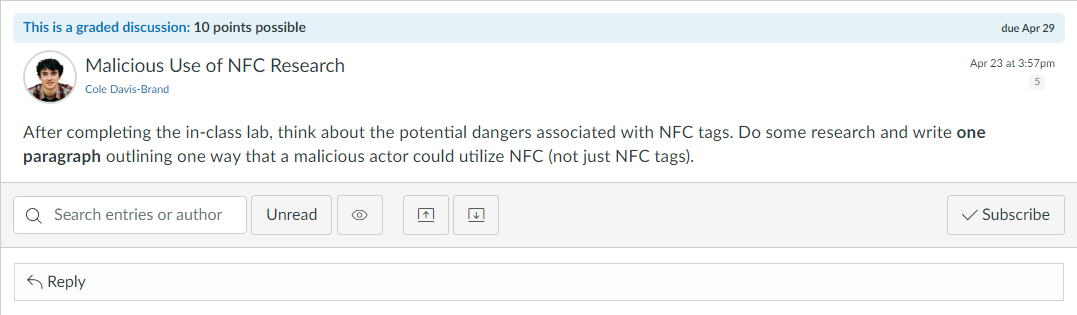 This is a graded discussion: 10 points possible due Apr 29
Malicious Use of NFC Research Apr 23 at 3:57pm
Cole Davis-Brand 5
After completing the in-class lab, think about the potential dangers associated with NFC tags. Do some research and write one
paragraph outlining one way that a malicious actor could utilize NFC (not just NFC tags).
Search entries or author Unread Subscribe
Reply